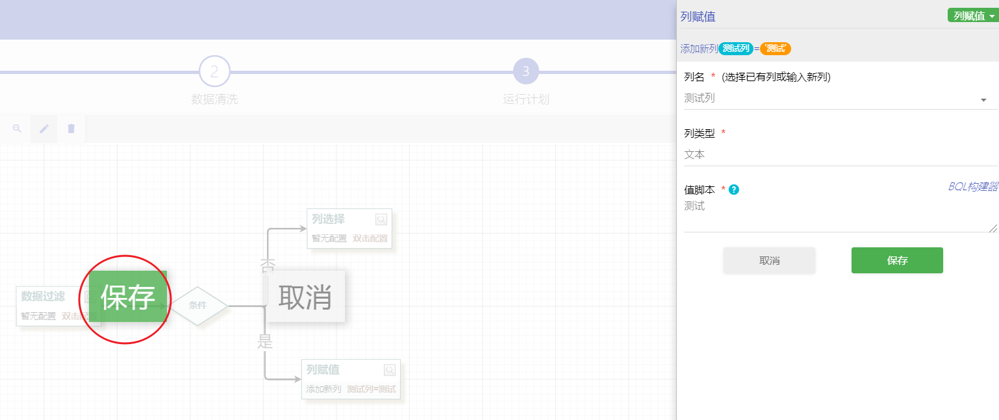 2
数据清洗
3
运行计划
列选择
暂无配置 双击配置
否
数据过滤
暂无配置 双击配置
保存
条件
取消
是
列赋值
添加新列 测试列=测试
列赋值
列赋值
添加新列 测试列 = '测试'
列名 * (选择已有列或输入新列)
测试列
列类型 *
文本
值脚本 * ?
BQL构建器
测试
取消
保存